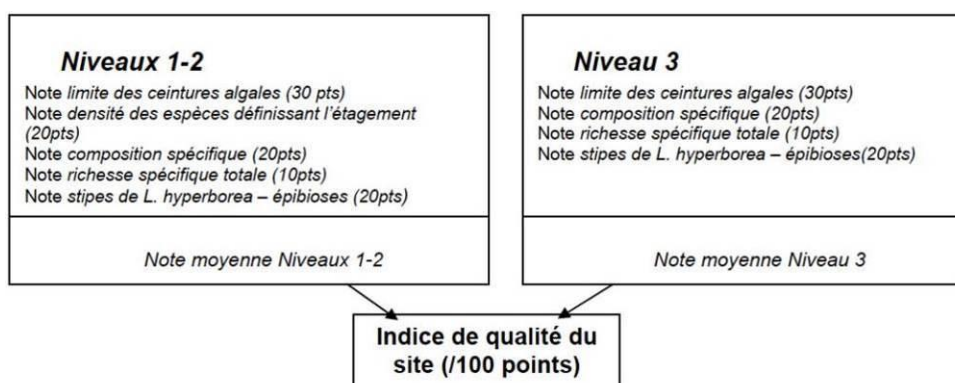 Niveaux 1-2
Note limite des ceintures algales (30 pts)
Note densité des espèces définissant l'étagement
(20pts)
Note composition spécifique (20pts)
Note richesse spécifique totale (10pts)
Note stipes de L. hyperborea – épibioses (20pts)
Note moyenne Niveaux 1-2
Niveau 3
Note limite des ceintures algales (30pts)
Note composition spécifique (20pts)
Note richesse spécifique totale (10pts)
Note stipes de L. hyperborea – épibioses(20pts)
Note moyenne Niveau 3
Indice de qualité du
site (/100 points)